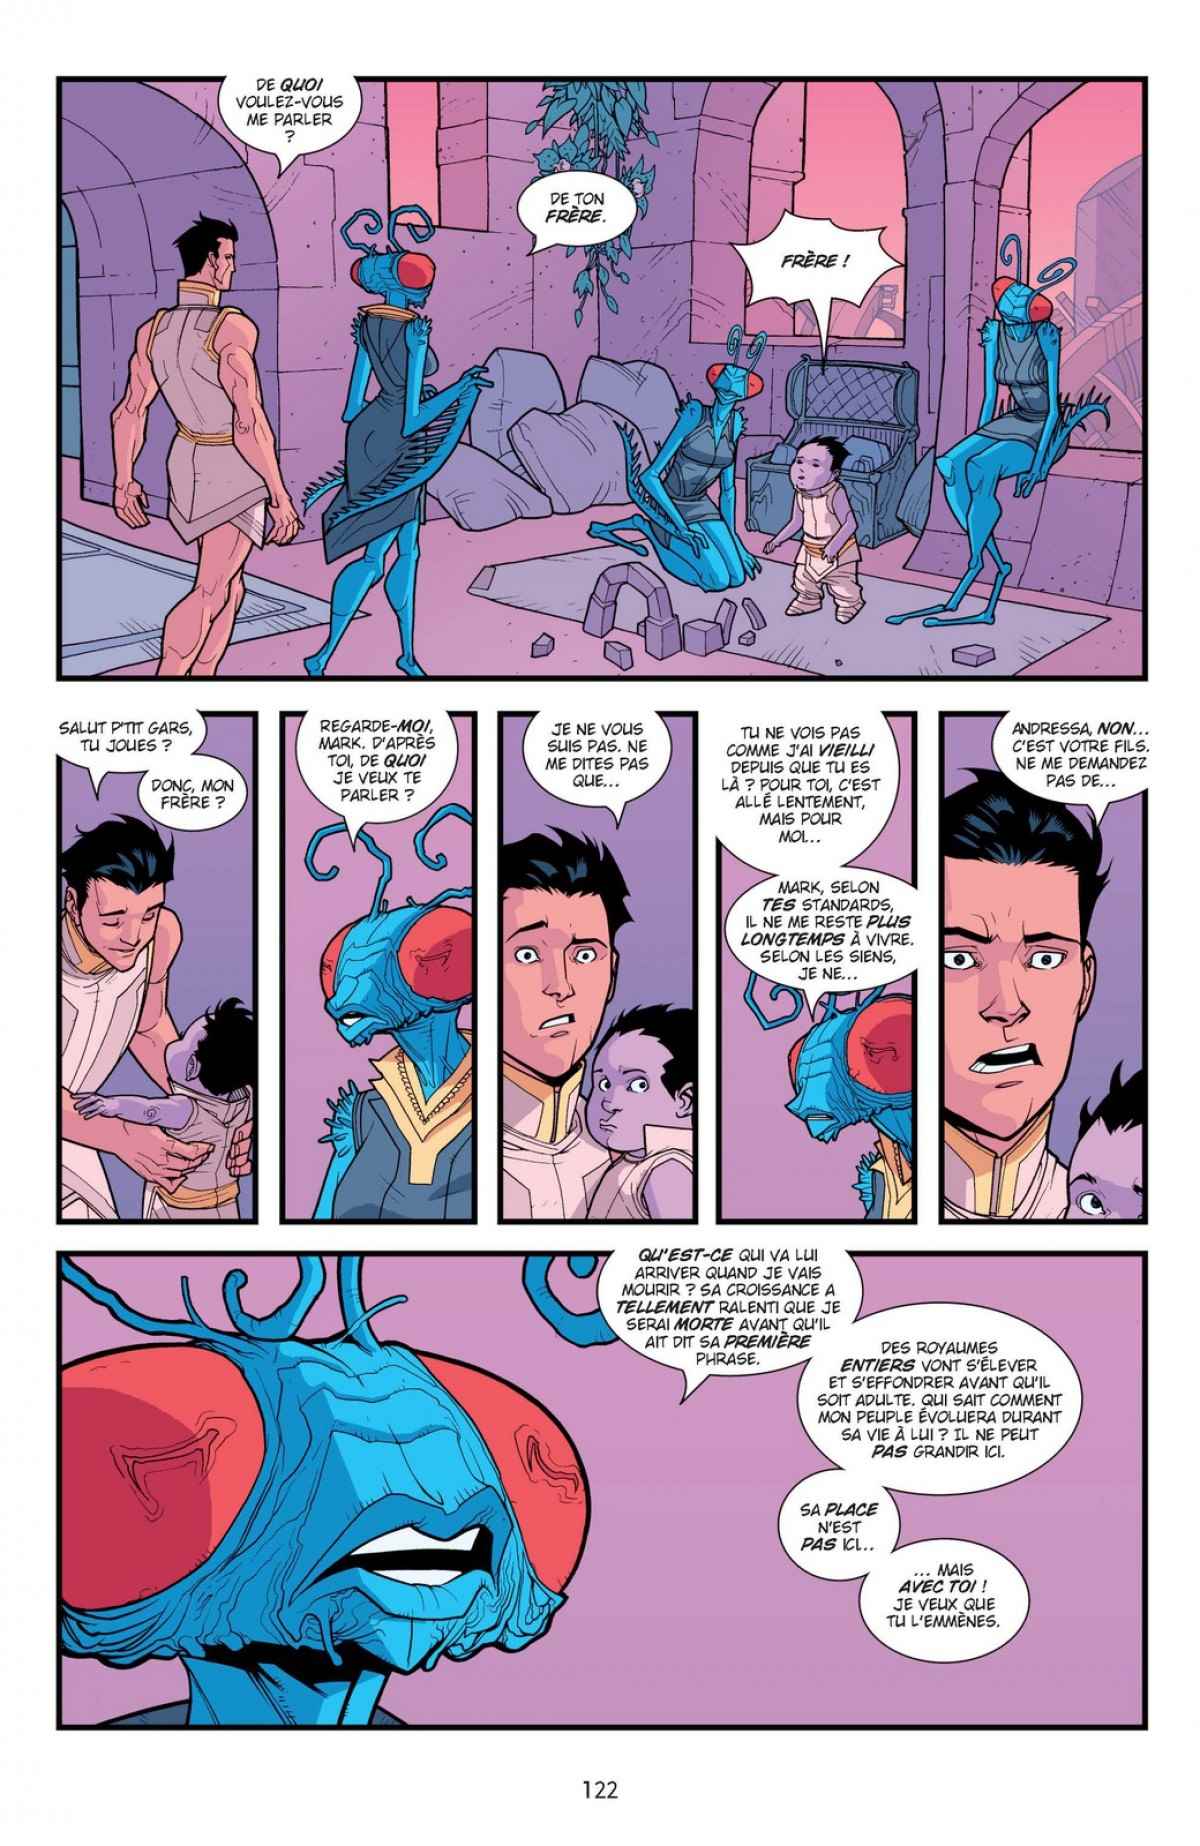 DE QUOI
VOULEZ-VOUS
ME PARLER
?
DE TON
FRÈRE.
FRÈRE !
SALUT P'TIT GARS,
TU JOUES ?
DONC, MON
FRÈRE ?
REGARDE-MOI,
MARK. D'APRÈS
TOI, DE QUOI
JE VEUX TE
PARLER ?
JE NE VOUS
SUIS PAS. NE
ME DITES PAS
QUE...
TU NE VOIS PAS
COMME J'AI VIEILLI
DEPUIS QUE TU ES
LÀ ? POUR TOI, C'EST
ALLÉ LENTEMENT,
MAIS POUR
MOI...
MARK, SELON
TES STANDARDS,
IL NE ME RESTE PLUS
LONGTEMPS À VIVRE.
SELON LES SIENS,
JE NE...
ANDRESSA, NON...
C'EST VOTRE FILS.
NE ME DEMANDEZ
PAS DE...
QU'EST-CE QUI VA LUI
ARRIVER QUAND JE VAIS
MOURIR ? SA CROISSANCE A
TELLEMENT RALENTI QUE JE
SERAI MORTE AVANT QU'IL
AIT DIT SA PREMIÈRE
PHRASE.
DES ROYAUMES
ENTIERS VONT S'ÉLEVER
ET S'EFFONDRER AVANT QU'IL
SOIT ADULTE. QUI SAIT COMMENT
MON PEUPLE ÉVOLUERA DURANT
SA VIE À LUI ? IL NE PEUT
PAS GRANDIR ICI.
SA PLACE
N'EST
PAS ICI...
... MAIS
AVEC TOI !
JE VEUX QUE
TU L'EMMÈNES.
122